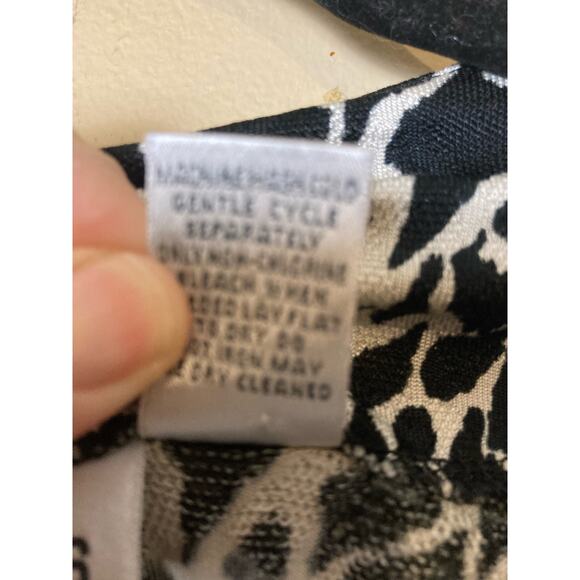 MACHINE WASH COLD
GENTLE CYCLE
SEPARATELY
ONLY NON-CHLORINE
BLEACH WHEN
LAY FLAT
TO DRY DO
IRON MAY
DRY CLEANED